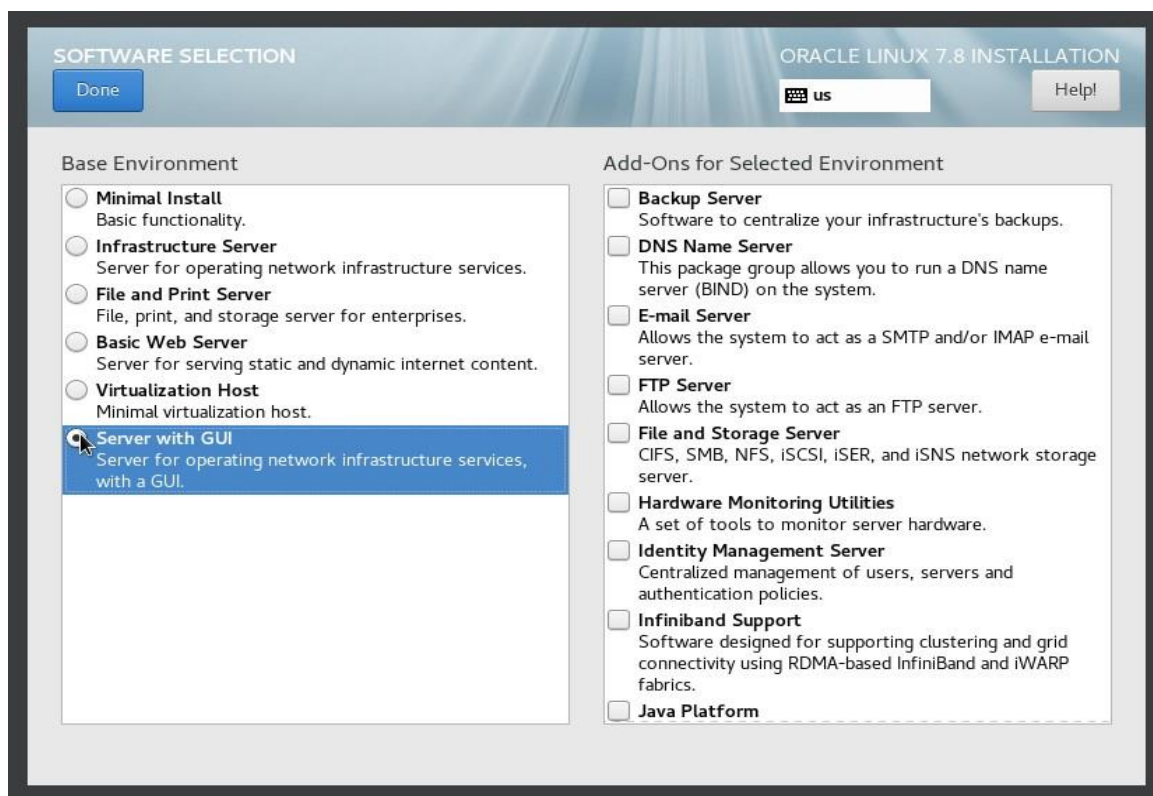 SOFTWARE SELECTION
Done
ORACLE LINUX 7.8 INSTALLATION
us
Help!
Base Environment
Minimal Install
Basic functionality.
Infrastructure Server
Server for operating network infrastructure services.
File and Print Server
File, print, and storage server for enterprises.
Basic Web Server
Server for serving static and dynamic internet content.
Virtualization Host
Minimal virtualization host.
Server with GUI
Server for operating network infrastructure services,
with a GUI.
Add-Ons for Selected Environment
Backup Server
Software to centralize your infrastructure's backups.
DNS Name Server
This package group allows you to run a DNS name
server (BIND) on the system.
E-mail Server
Allows the system to act as a SMTP and/or IMAP e-mail
server.
FTP Server
Allows the system to act as an FTP server.
File and Storage Server
CIFS, SMB, NFS, iSCSI, iSER, and iSNS network storage
server.
Hardware Monitoring Utilities
A set of tools to monitor server hardware.
Identity Management Server
Centralized management of users, servers and
authentication policies.
Infiniband Support
Software designed for supporting clustering and grid
connectivity using RDMA-based InfiniBand and iWARP
fabrics.
Java Platform